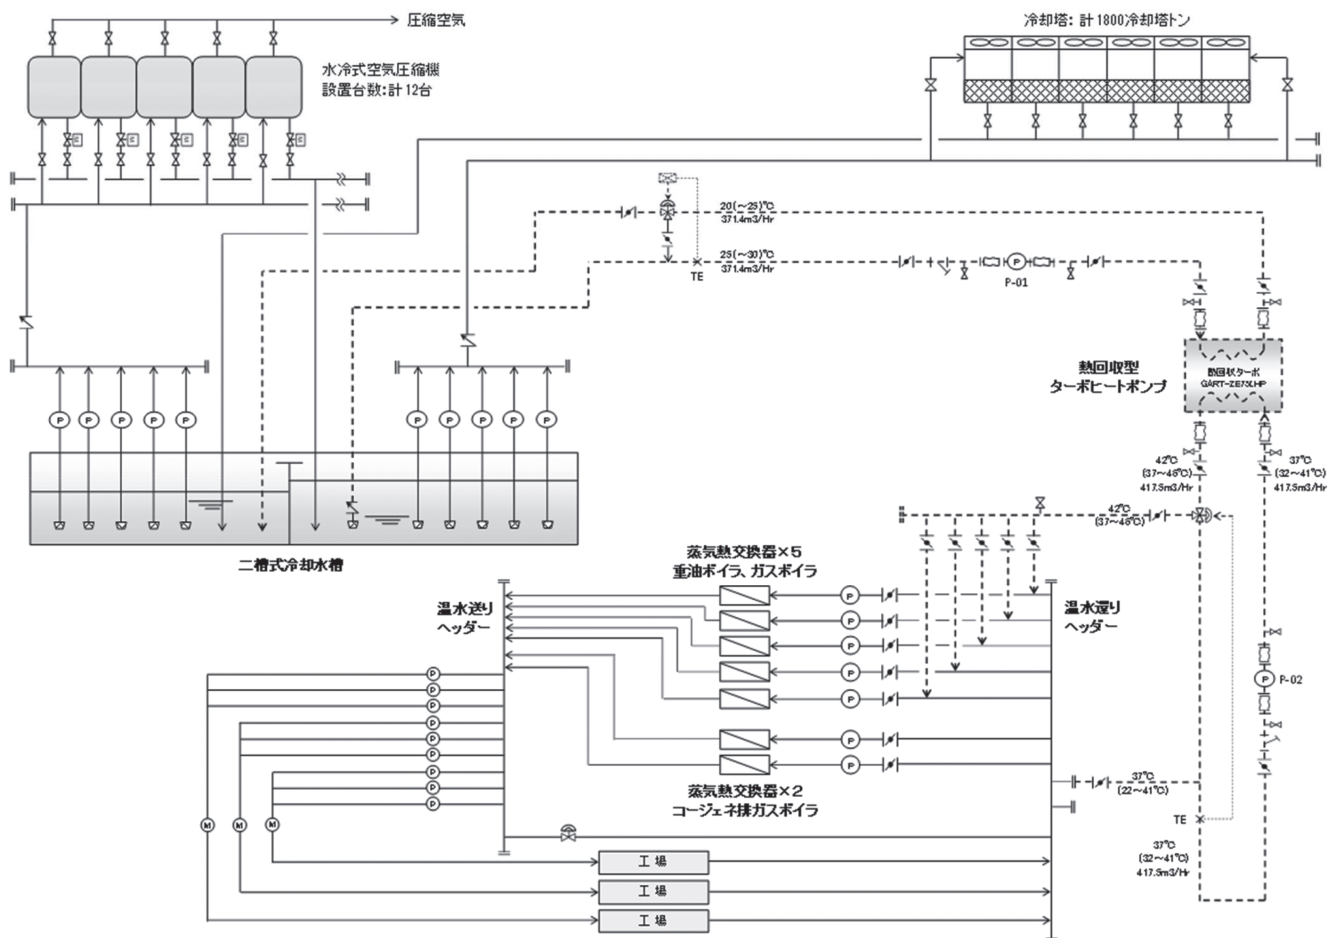 圧縮空気
冷却塔: 計1800冷却塔トン
水冷式空気圧縮機
設置台数:計12台
M
M
M
M
M
20(～25)℃
371.4m3/Hr
25(～30)℃
371.4m3/Hr
TE
P-01
P
熱回収型
ターボヒートポンプ
熱回収ターボ
P
P
P
P
P
P
P
P
P
P
42℃
(37～46℃)
417.5m3/Hr
37℃
(32～41℃)
417.5m3/Hr
二槽式冷却水槽
42℃
(37～46℃)
蒸気熱交換器×5
重油ボイラ、ガスボイラ
温水送り
ヘッダー
温水還り
ヘッダー
P
P
P
P
P
P
P
蒸気熱交換器×2
コージェネ排ガスボイラ
P
P
P
P
P
P
P
P
P
M
M
M
P
P-02
37℃
(22～41℃)
TE
37℃
(32～41℃)
417.5m3/Hr
工場
工場
工場